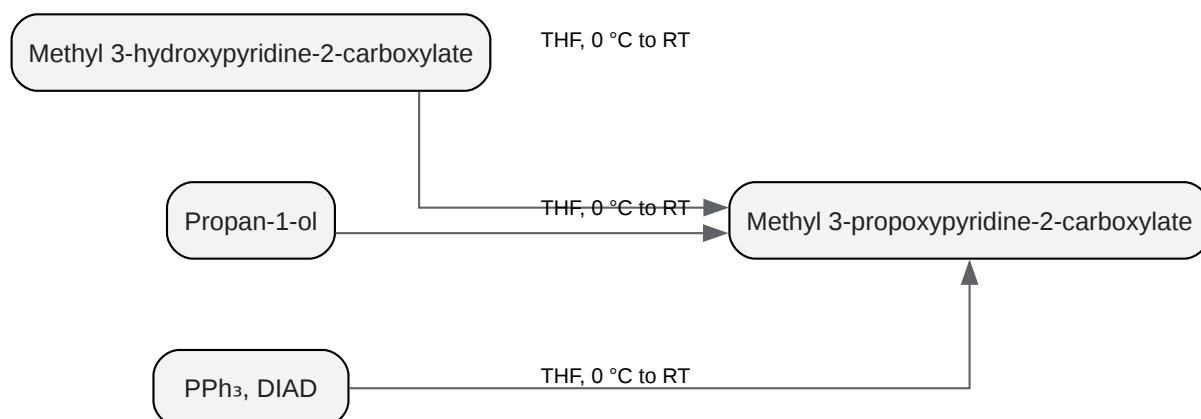 Methyl 3-hydroxypyridine-2-carboxylate
THF, 0 °C to RT
Propan-1-ol
THF, 0 °C to RT
Methyl 3-propoxypyridine-2-carboxylate
PPh₃, DIAD
THF, 0 °C to RT